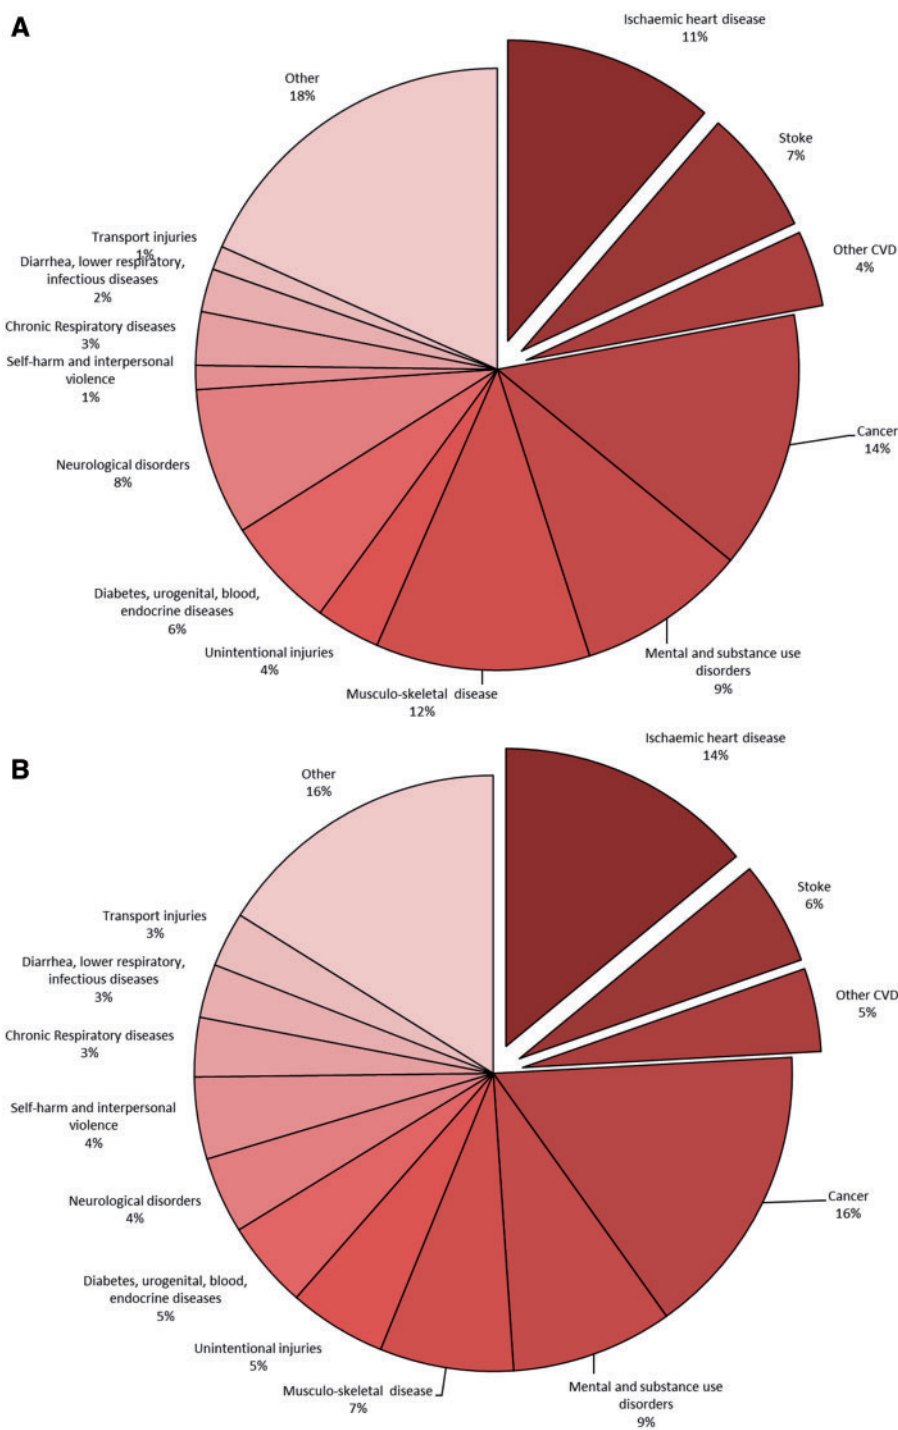 A
Ischaemic heart disease
11%
Stoke
7%
Other CVD
4%
Cancer
14%
Mental and substance use
disorders
9%
Musculo-skeletal disease
12%
Unintentional injuries
4%
Diabetes, urogenital, blood,
endocrine diseases
6%
Neurological disorders
8%
Self-harm and interpersonal
violence
1%
Chronic Respiratory diseases
3%
Diarrhea, lower respiratory,
infectious diseases
2%
Transport injuries
1%
Other
18%
B
Ischaemic heart disease
14%
Stoke
6%
Other CVD
5%
Cancer
16%
Mental and substance use
disorders
9%
Musculo-skeletal disease
7%
Unintentional injuries
5%
Diabetes, urogenital, blood,
endocrine diseases
5%
Neurological disorders
4%
Self-harm and interpersonal
violence
4%
Chronic Respiratory diseases
3%
Diarrhea, lower respiratory,
infectious diseases
3%
Transport injuries
3%
Other
16%